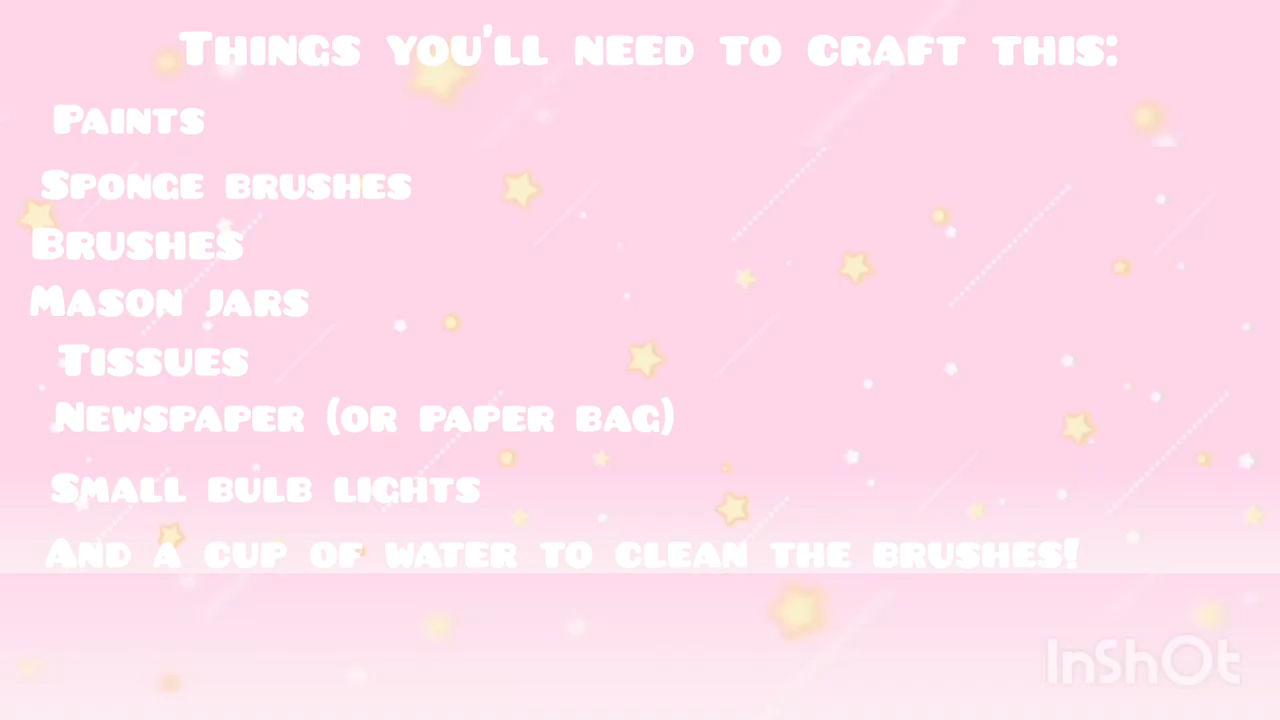 Things you'll need to craft this:
Paints
Sponge brushes
Brushes
Mason jars
Tissues
Newspaper (or paper bag)
Small bulb lights
And a cup of water to clean the brushes!
InShOt